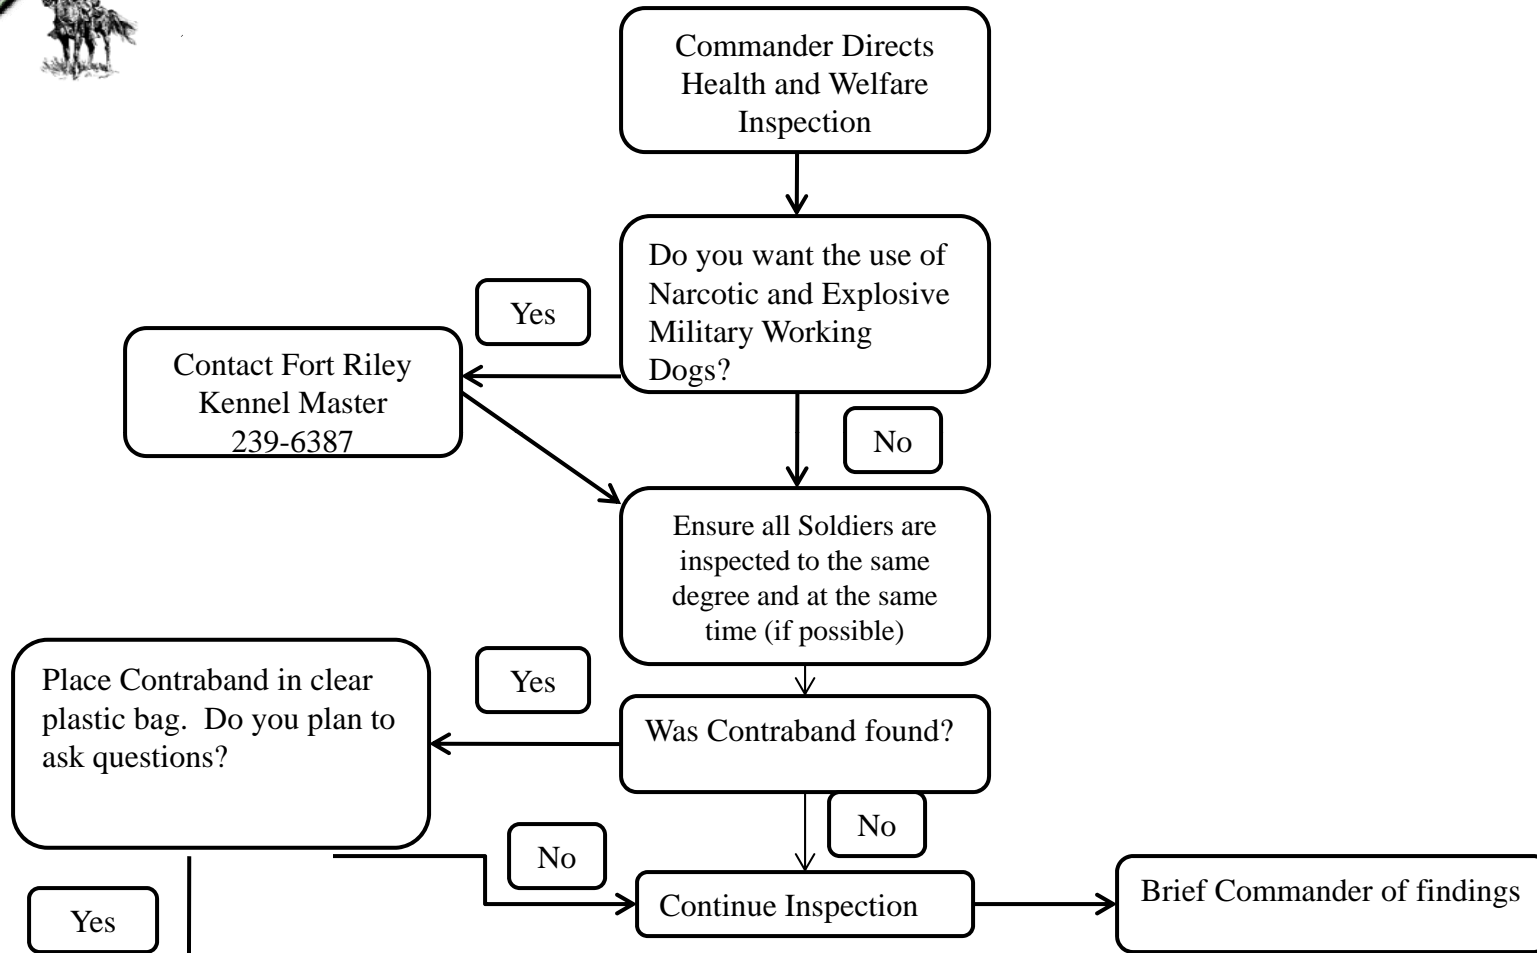 Commander Directs
Health and Welfare
Inspection
Do you want the use of
Narcotic and Explosive
Military Working
Dogs?
Yes
Contact Fort Riley
Kennel Master
239-6387
No
Ensure all Soldiers are
inspected to the same
degree and at the same
time (if possible)
Yes
Was Contraband found?
Place Contraband in clear
plastic bag.  Do you plan to
ask questions?
No
No
Continue Inspection
Brief Commander of findings
Yes